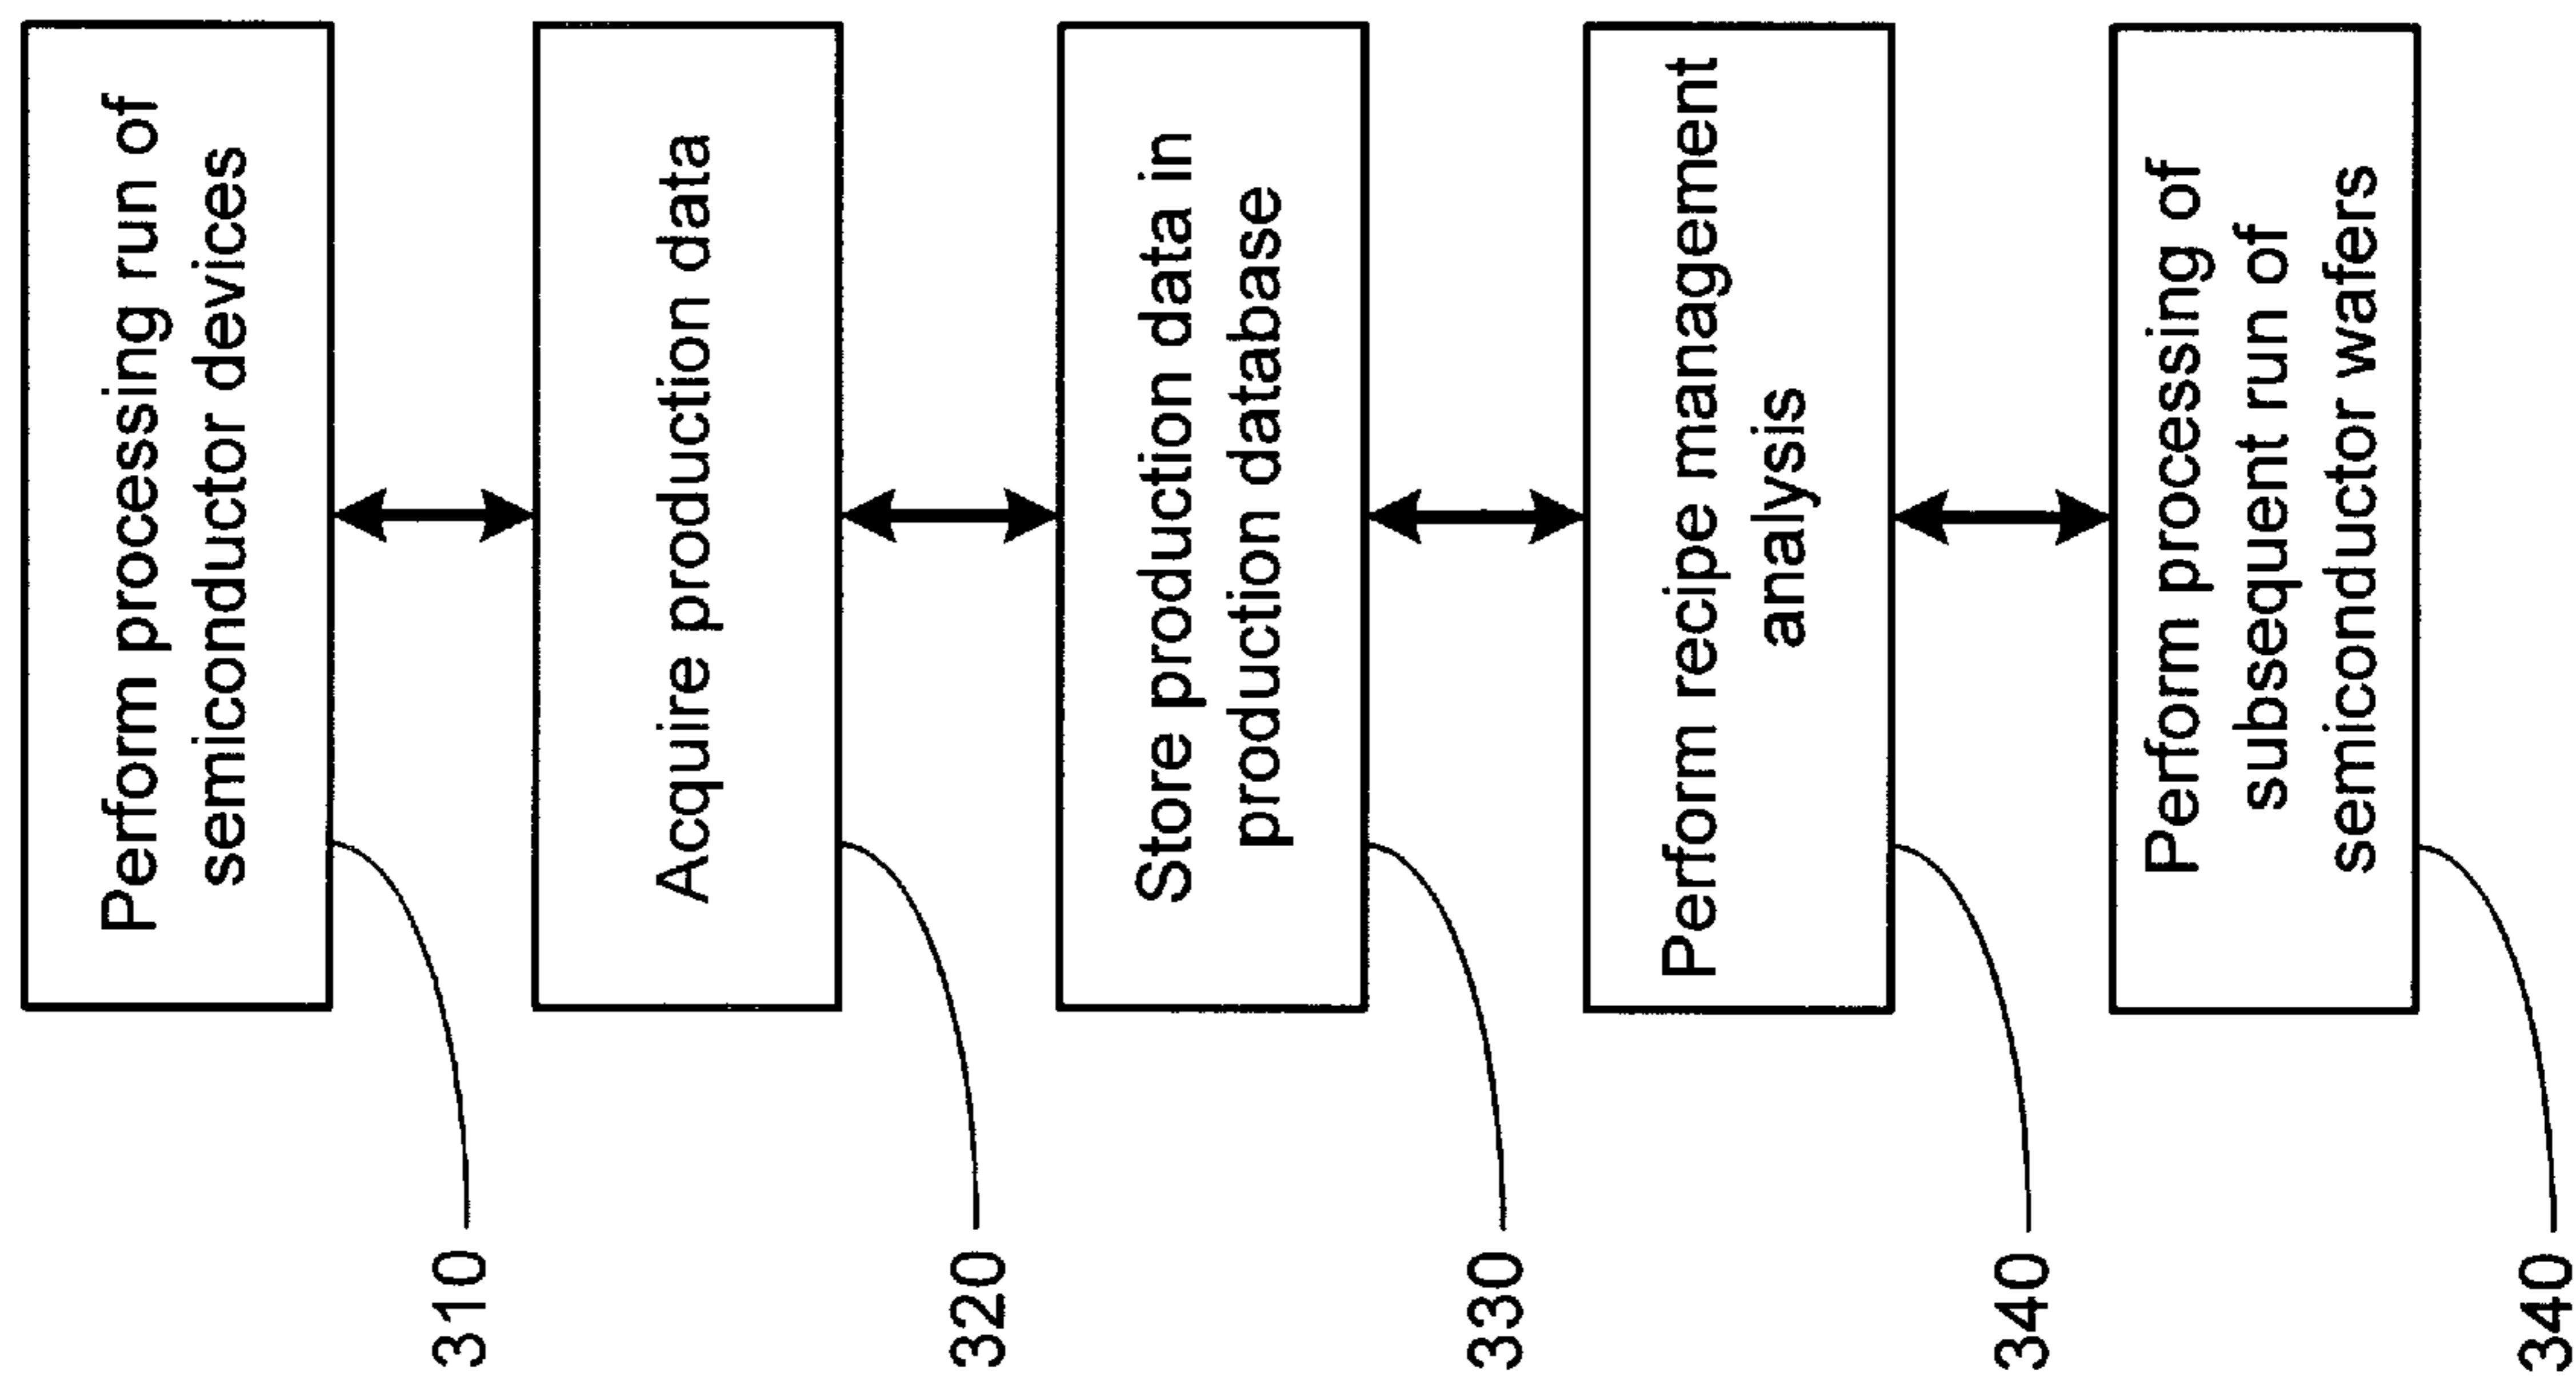 Perform processing run of
semiconductor devices
310
Acquire production data
320
Store production data in
production database
330
Perform recipe management
analysis
340
Perform processing of
subsequent run of
semiconductor wafers
340